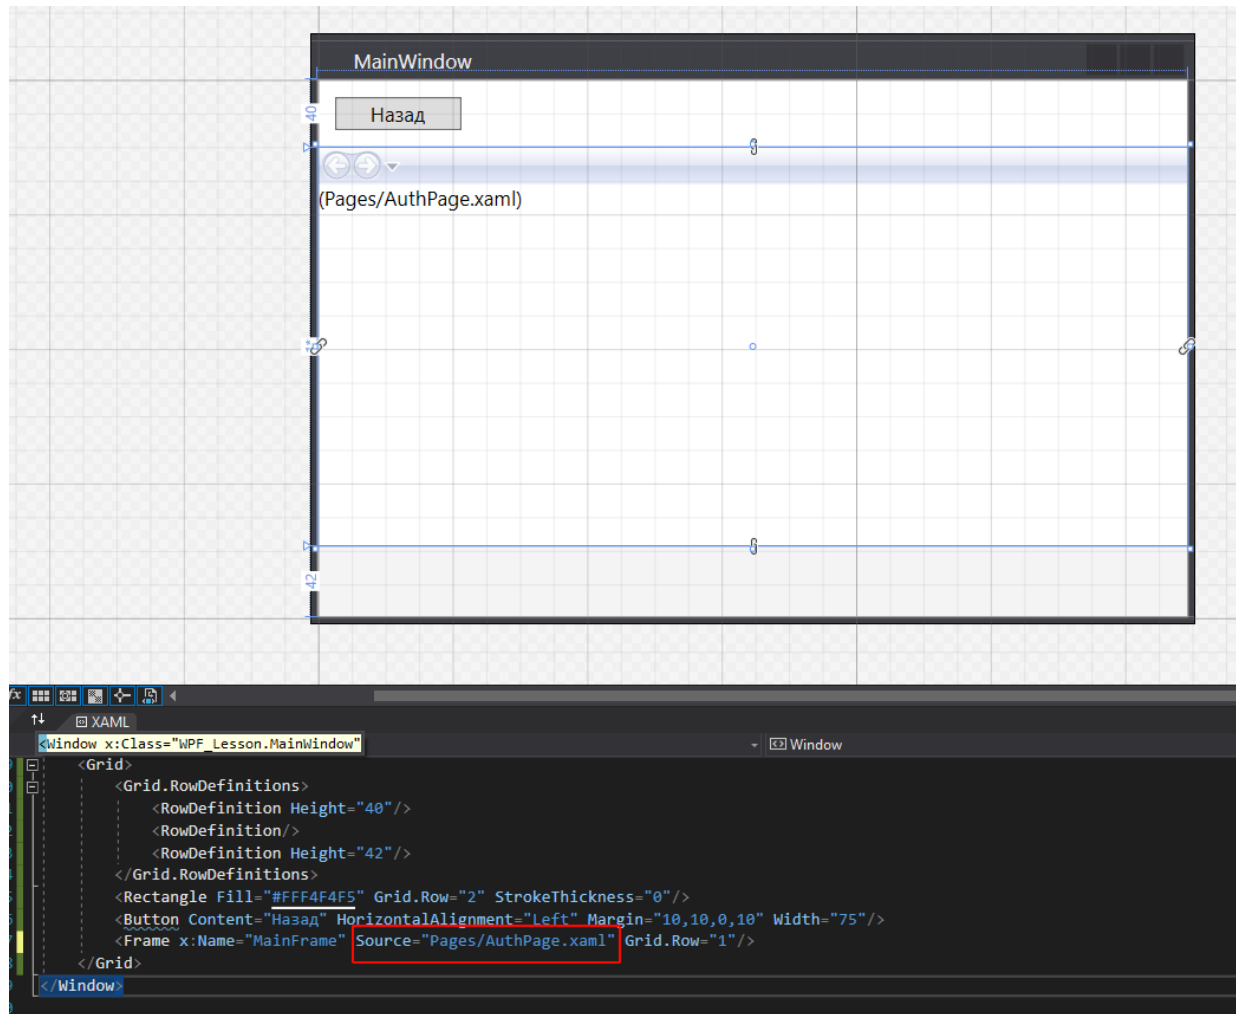 MainWindow
40
Назад
(Pages/AuthPage.xaml)
1*
42
fx
XAML
<Window x:Class="WPF_Lesson.MainWindow"
Window
<Grid>
<Grid.RowDefinitions>
<RowDefinition Height="40"/>
<RowDefinition/>
<RowDefinition Height="42"/>
</Grid.RowDefinitions>
<Rectangle Fill="#FFF4F4F5" Grid.Row="2" StrokeThickness="0"/>
<Button Content="Назад" HorizontalAlignment="Left" Margin="10,10,0,10" Width="75"/>
<Frame x:Name="MainFrame" Source="Pages/AuthPage.xaml" Grid.Row="1"/>
</Grid>
</Window>